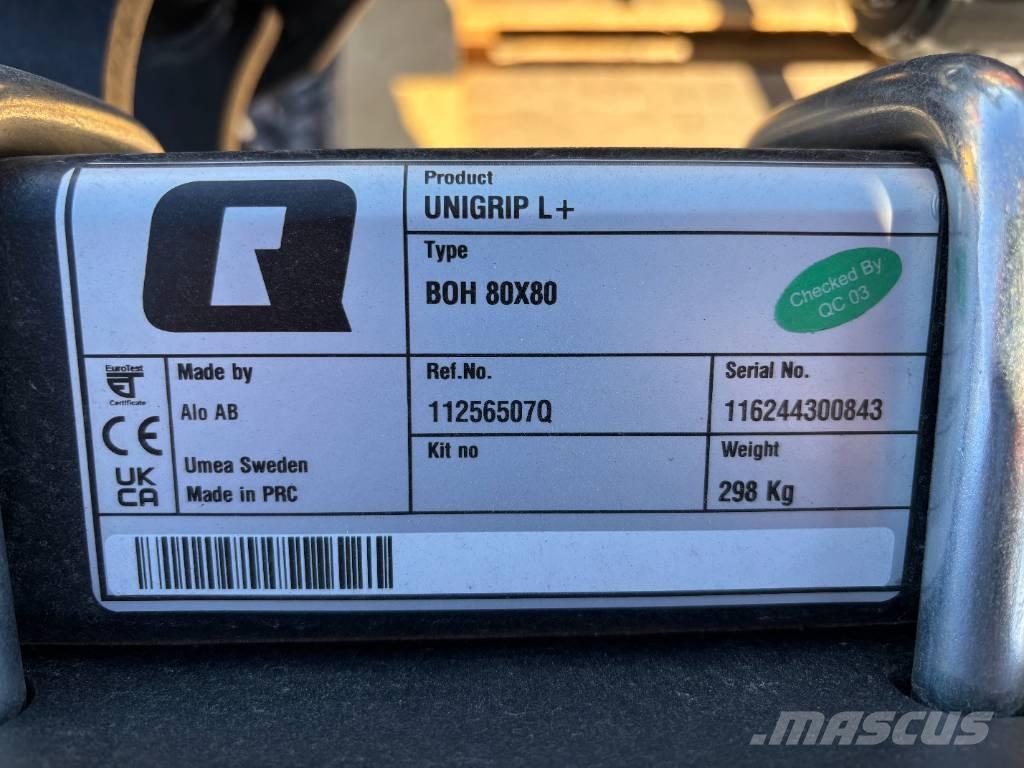 Product
UNIGRIP L+
Type
BOH 80X80
Checked By
QC 03
EuroTest
ET
Certificate
CE
UK
CA
Made by
Alo AB
Umea Sweden
Made in PRC
Ref.No.
11256507Q
Serial No.
116244300843
Kit no
Weight
298 Kg
MASCUS